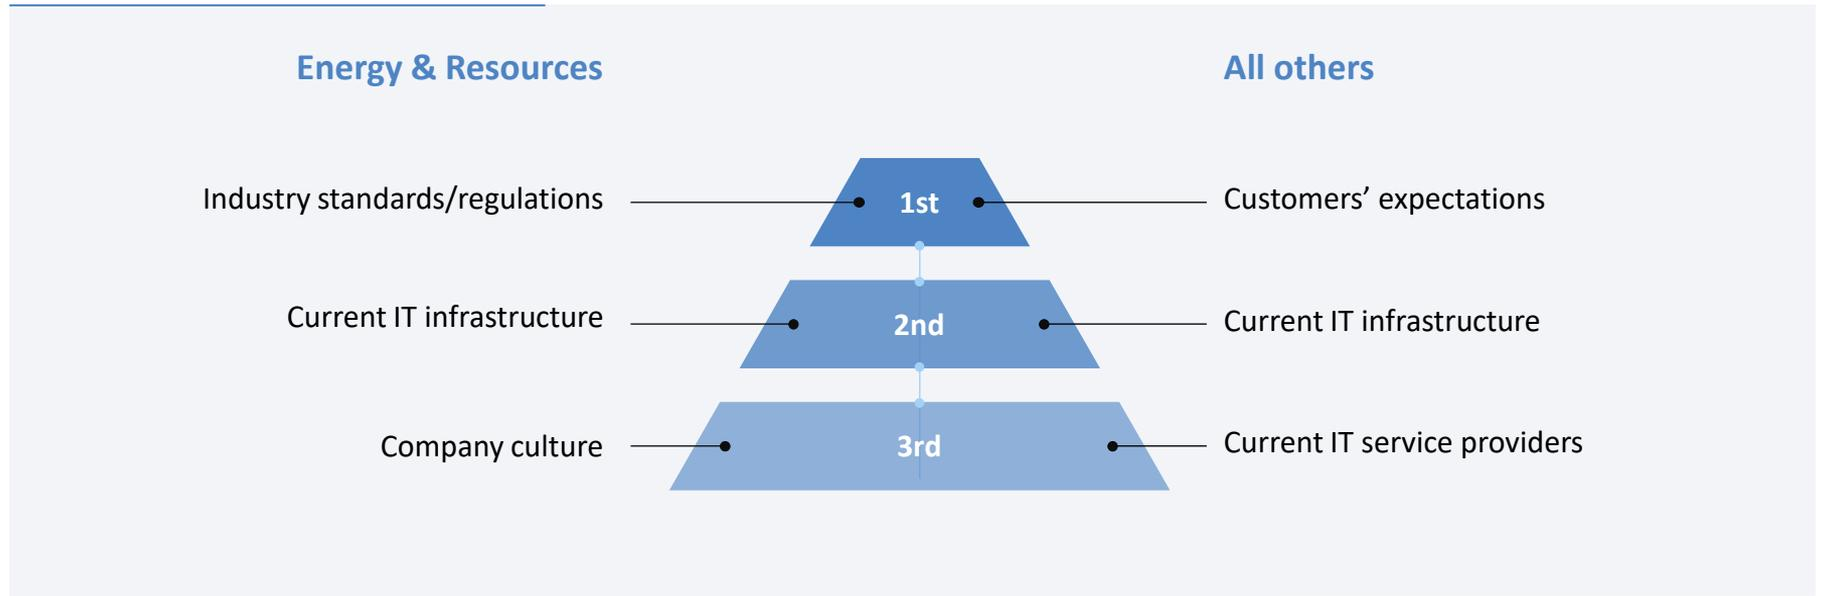 Energy & Resources
All others
Industry standards/regulations
1st
Customers’ expectations
Current IT infrastructure
2nd
Current IT infrastructure
Company culture
3rd
Current IT service providers